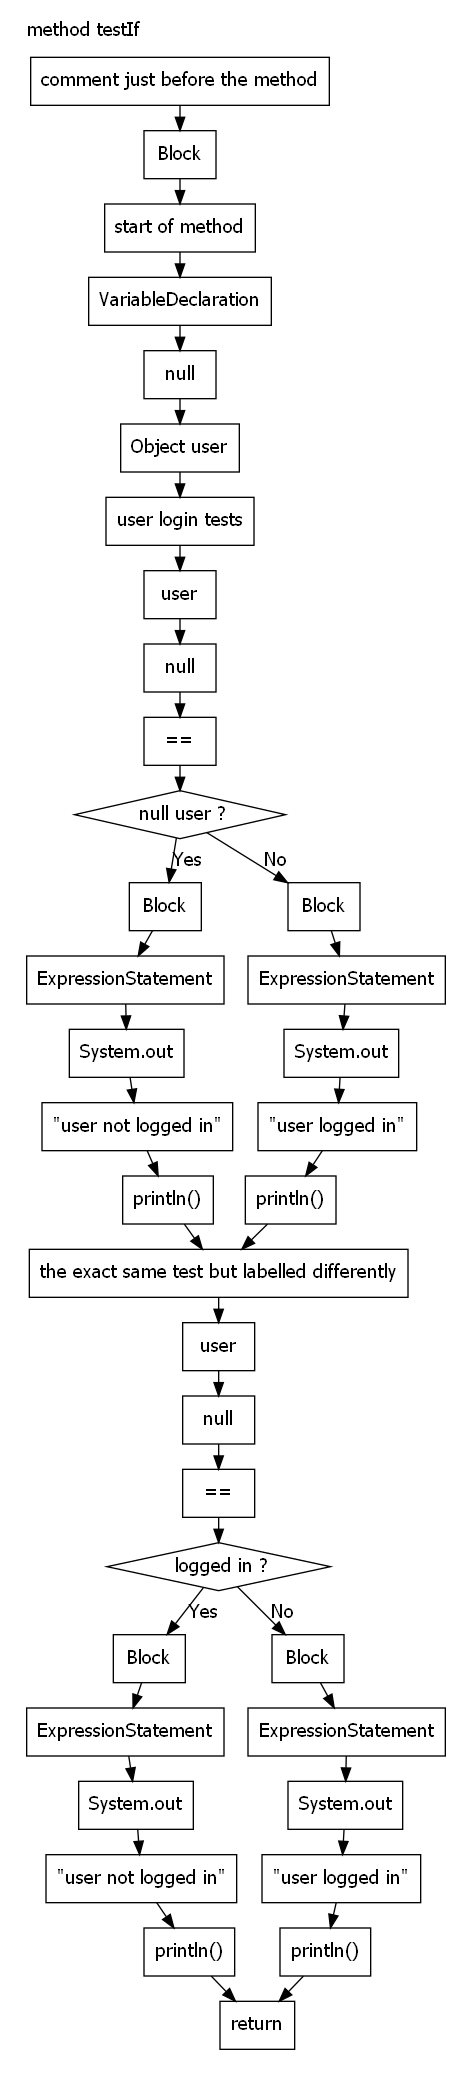 method testIf
comment just before the method
Block
start of method
VariableDeclaration
null
Object user
user login tests
user
null
==
null user ?
Yes
No
Block
Block
ExpressionStatement
ExpressionStatement
System.out
System.out
"user not logged in"
"user logged in"
println()
println()
the exact same test but labelled differently
user
null
==
logged in ?
Yes
No
Block
Block
ExpressionStatement
ExpressionStatement
System.out
System.out
"user not logged in"
"user logged in"
println()
println()
return